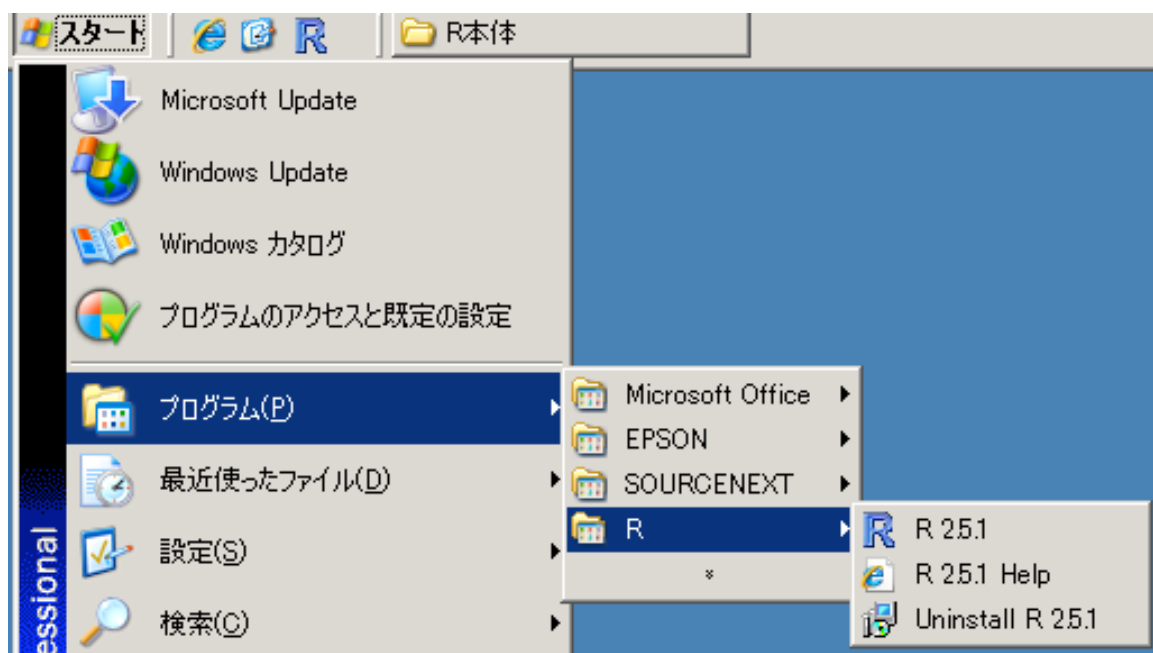 スタート
R本体
Microsoft Update
Windows Update
Windows カタログ
プログラムのアクセスと既定の設定
プログラム(P)
最近使ったファイル(D)
設定(S)
検索(C)
essional
Microsoft Office
EPSON
SOURCENEXT
R
R 2.5.1
R 2.5.1 Help
Uninstall R 2.5.1